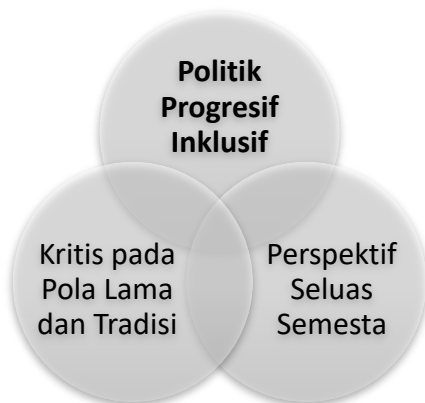 Politik
Progresif
Inklusif
Kritis pada
Pola Lama
dan Tradisi
Perspektif
Seluas
Semesta